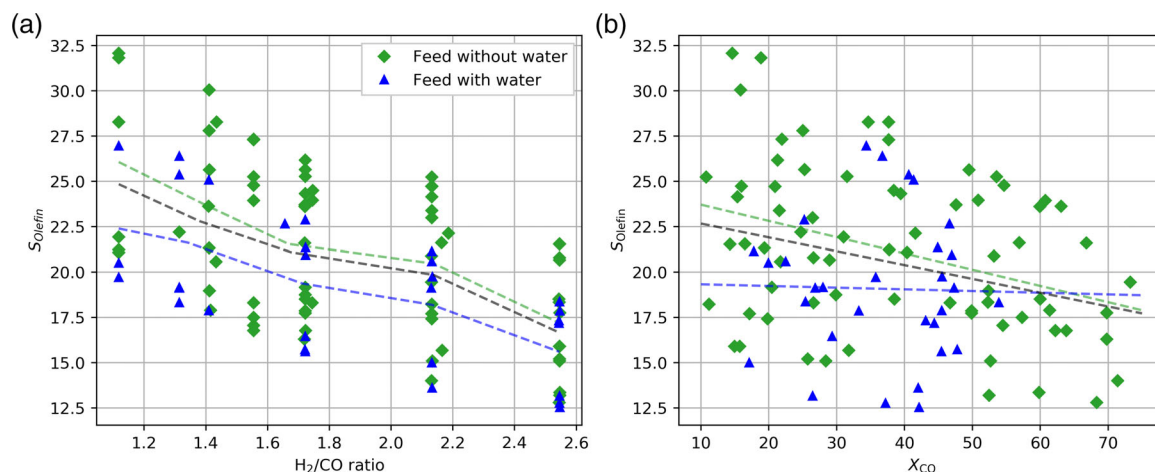 (a)
32.5
30.0
27.5
25.0
22.5
20.0
17.5
15.0
12.5
S_Olefin
1.2 1.4 1.6 1.8 2.0 2.2 2.4 2.6
H₂/CO ratio
Feed without water
Feed with water
(b)
32.5
30.0
27.5
25.0
22.5
20.0
17.5
15.0
12.5
S_Olefin
10 20 30 40 50 60 70
X_CO